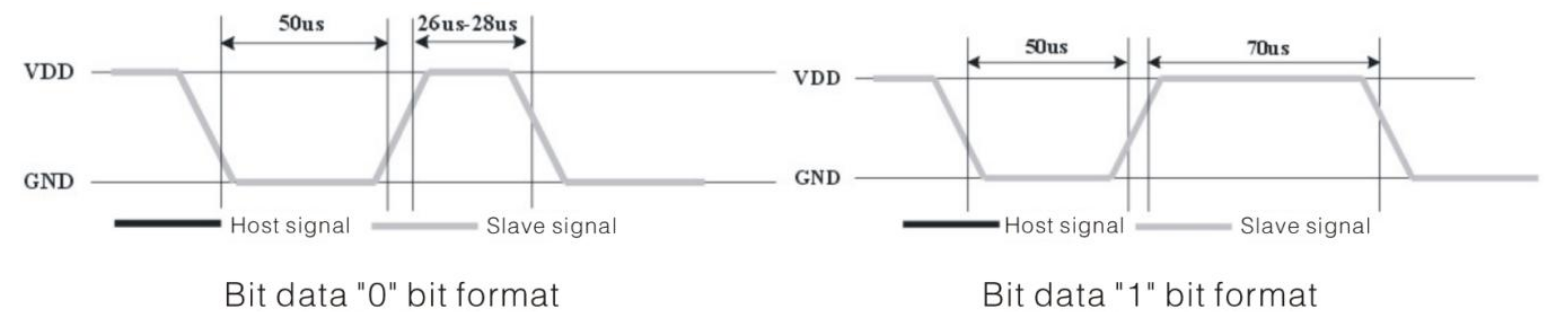 50us
26us-28us
VDD
GND
Host signal
Slave signal
Bit data "0" bit format
50us
70us
VDD
GND
Host signal
Slave signal
Bit data "1" bit format